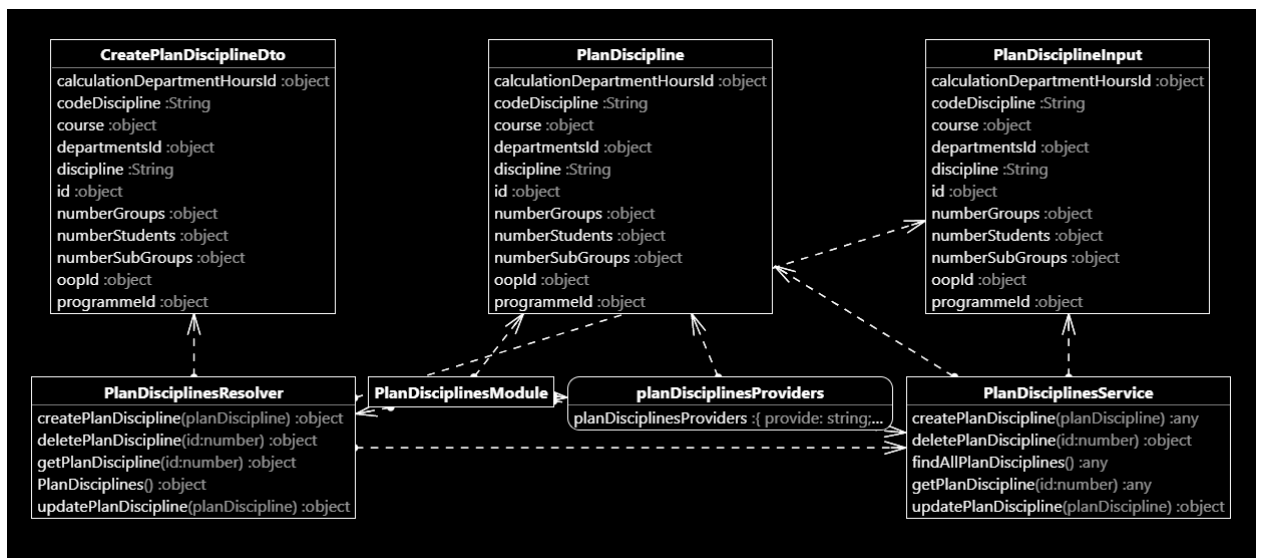 CreatePlanDisciplineDto
calculationDepartmentHoursId :object
codeDiscipline :String
course :object
departmentsId :object
discipline :String
id :object
numberGroups :object
numberStudents :object
numberSubGroups :object
oopId :object
programmeId :object
PlanDiscipline
calculationDepartmentHoursId :object
codeDiscipline :String
course :object
departmentsId :object
discipline :String
id :object
numberGroups :object
numberStudents :object
numberSubGroups :object
oopId :object
programmeId :object
PlanDisciplineInput
calculationDepartmentHoursId :object
codeDiscipline :String
course :object
departmentsId :object
discipline :String
id :object
numberGroups :object
numberStudents :object
numberSubGroups :object
oopId :object
programmeId :object
PlanDisciplinesResolver
createPlanDiscipline(planDiscipline) :object
deletePlanDiscipline(id:number) :object
getPlanDiscipline(id:number) :object
PlanDisciplines() :object
updatePlanDiscipline(planDiscipline) :object
PlanDisciplinesModule
planDisciplinesProviders
planDisciplinesProviders :{ provide: string;...
PlanDisciplinesService
createPlanDiscipline(planDiscipline) :any
deletePlanDiscipline(id:number) :object
findAllPlanDisciplines() :any
getPlanDiscipline(id:number) :any
updatePlanDiscipline(planDiscipline) :object